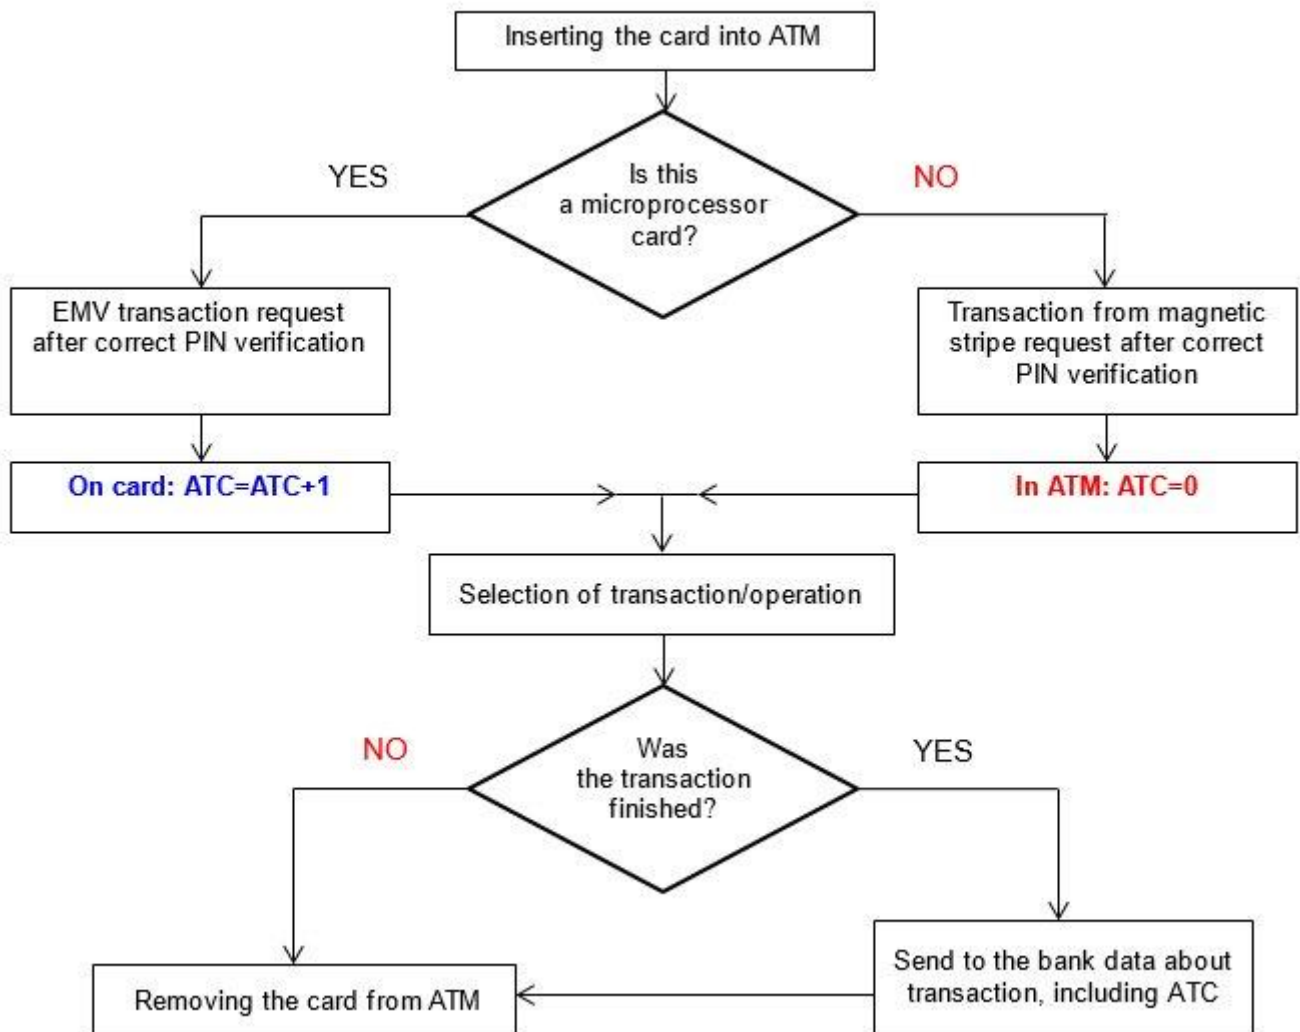 Inserting the card into ATM
YES
Is this
a microprocessor
card?
NO
EMV transaction request
after correct PIN verification
Transaction from magnetic
stripe request after correct
PIN verification
On card: ATC=ATC+1
In ATM: ATC=0
Selection of transaction/operation
NO
Was
the transaction
finished?
YES
Send to the bank data about
transaction, including ATC
Removing the card from ATM